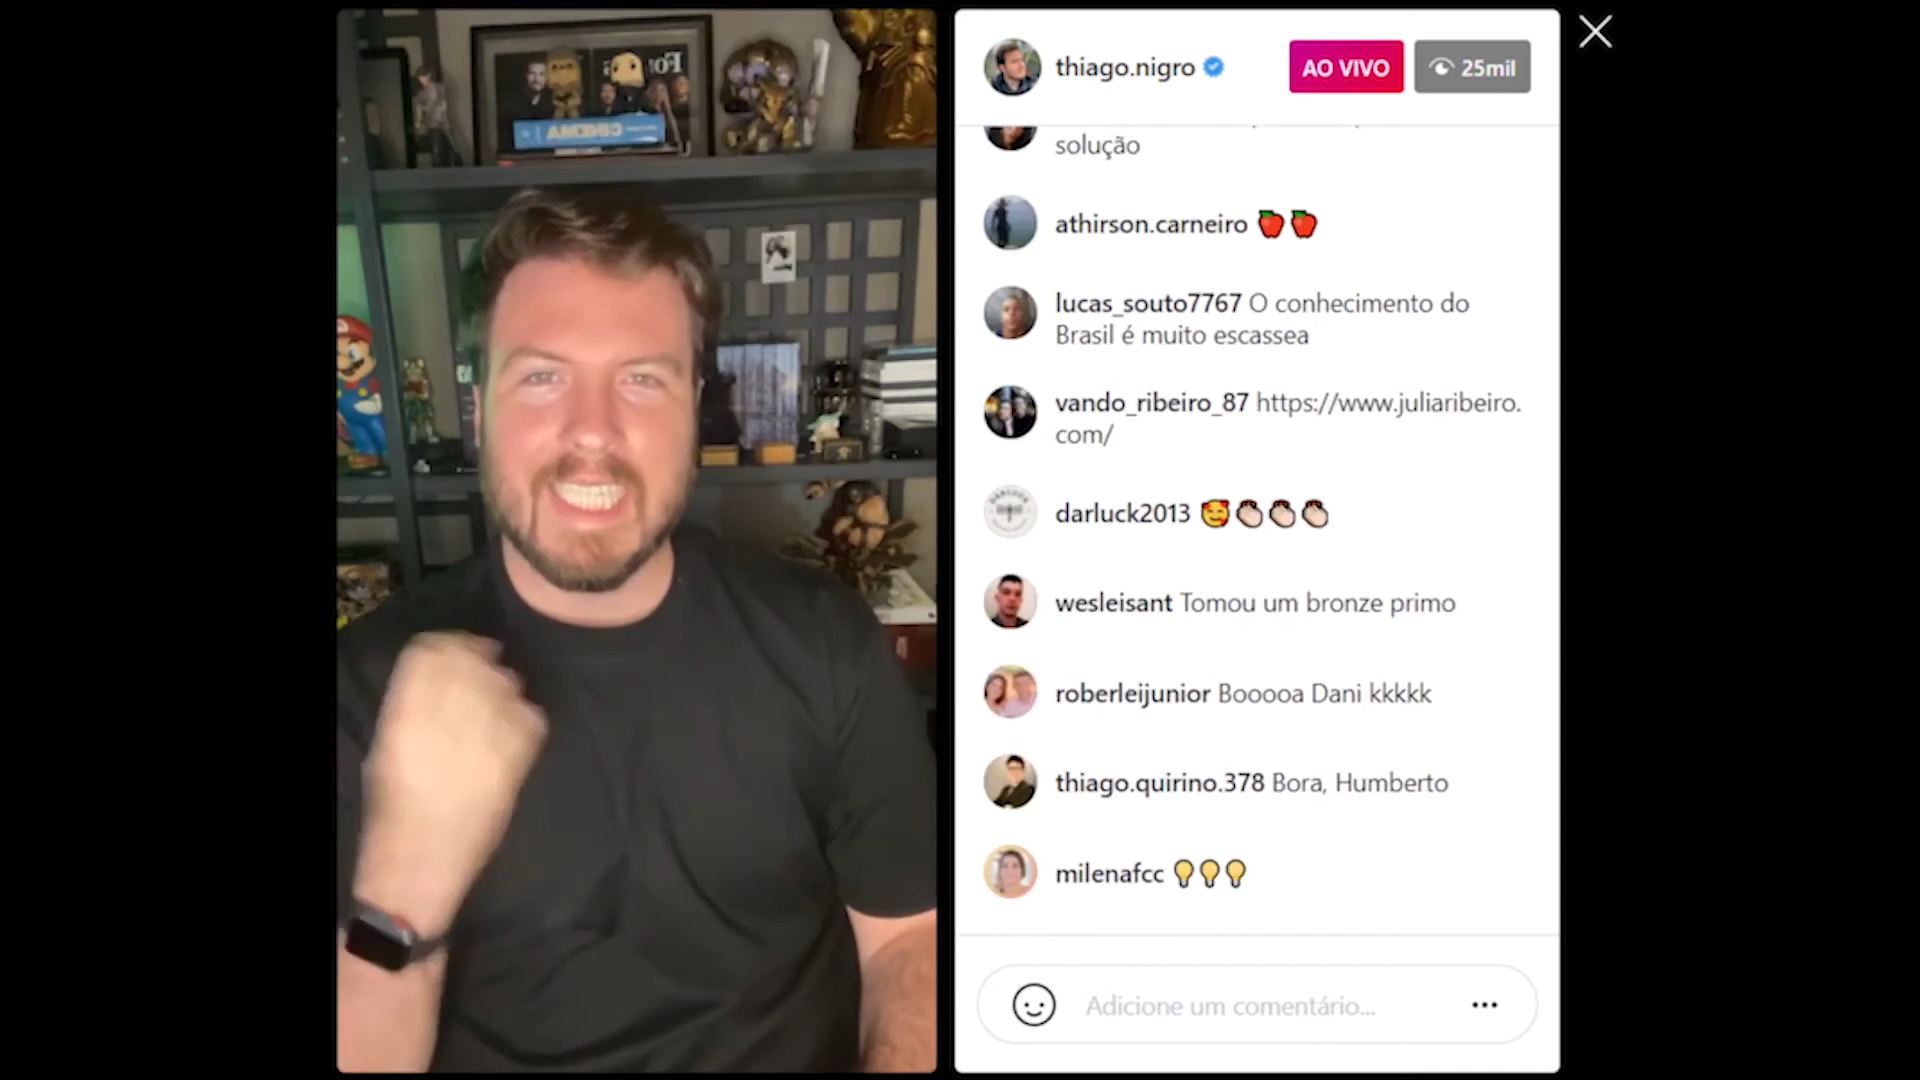 thiago.nigro
AO VIVO
25mil
solução
athirson.carneiro 🍎🍎
lucas_souto7767 O conhecimento do
Brasil é muito escassea
vando_ribeiro_87 https://www.juliaribeiro.
com/
darluck2013 🥰👏🏻👏🏻👏🏻
wesleisant Tomou um bronze primo
roberleijunior Booooa Dani kkkkk
thiago.quirino.378 Bora, Humberto
milenafcc 💡💡💡
Adicione um comentário...
CINEMA